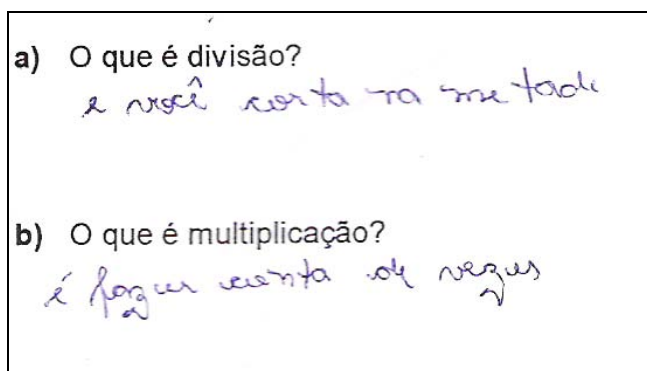 a) O que é divisão?
e você corta na metade
b) O que é multiplicação?
é fazer conta de vezes